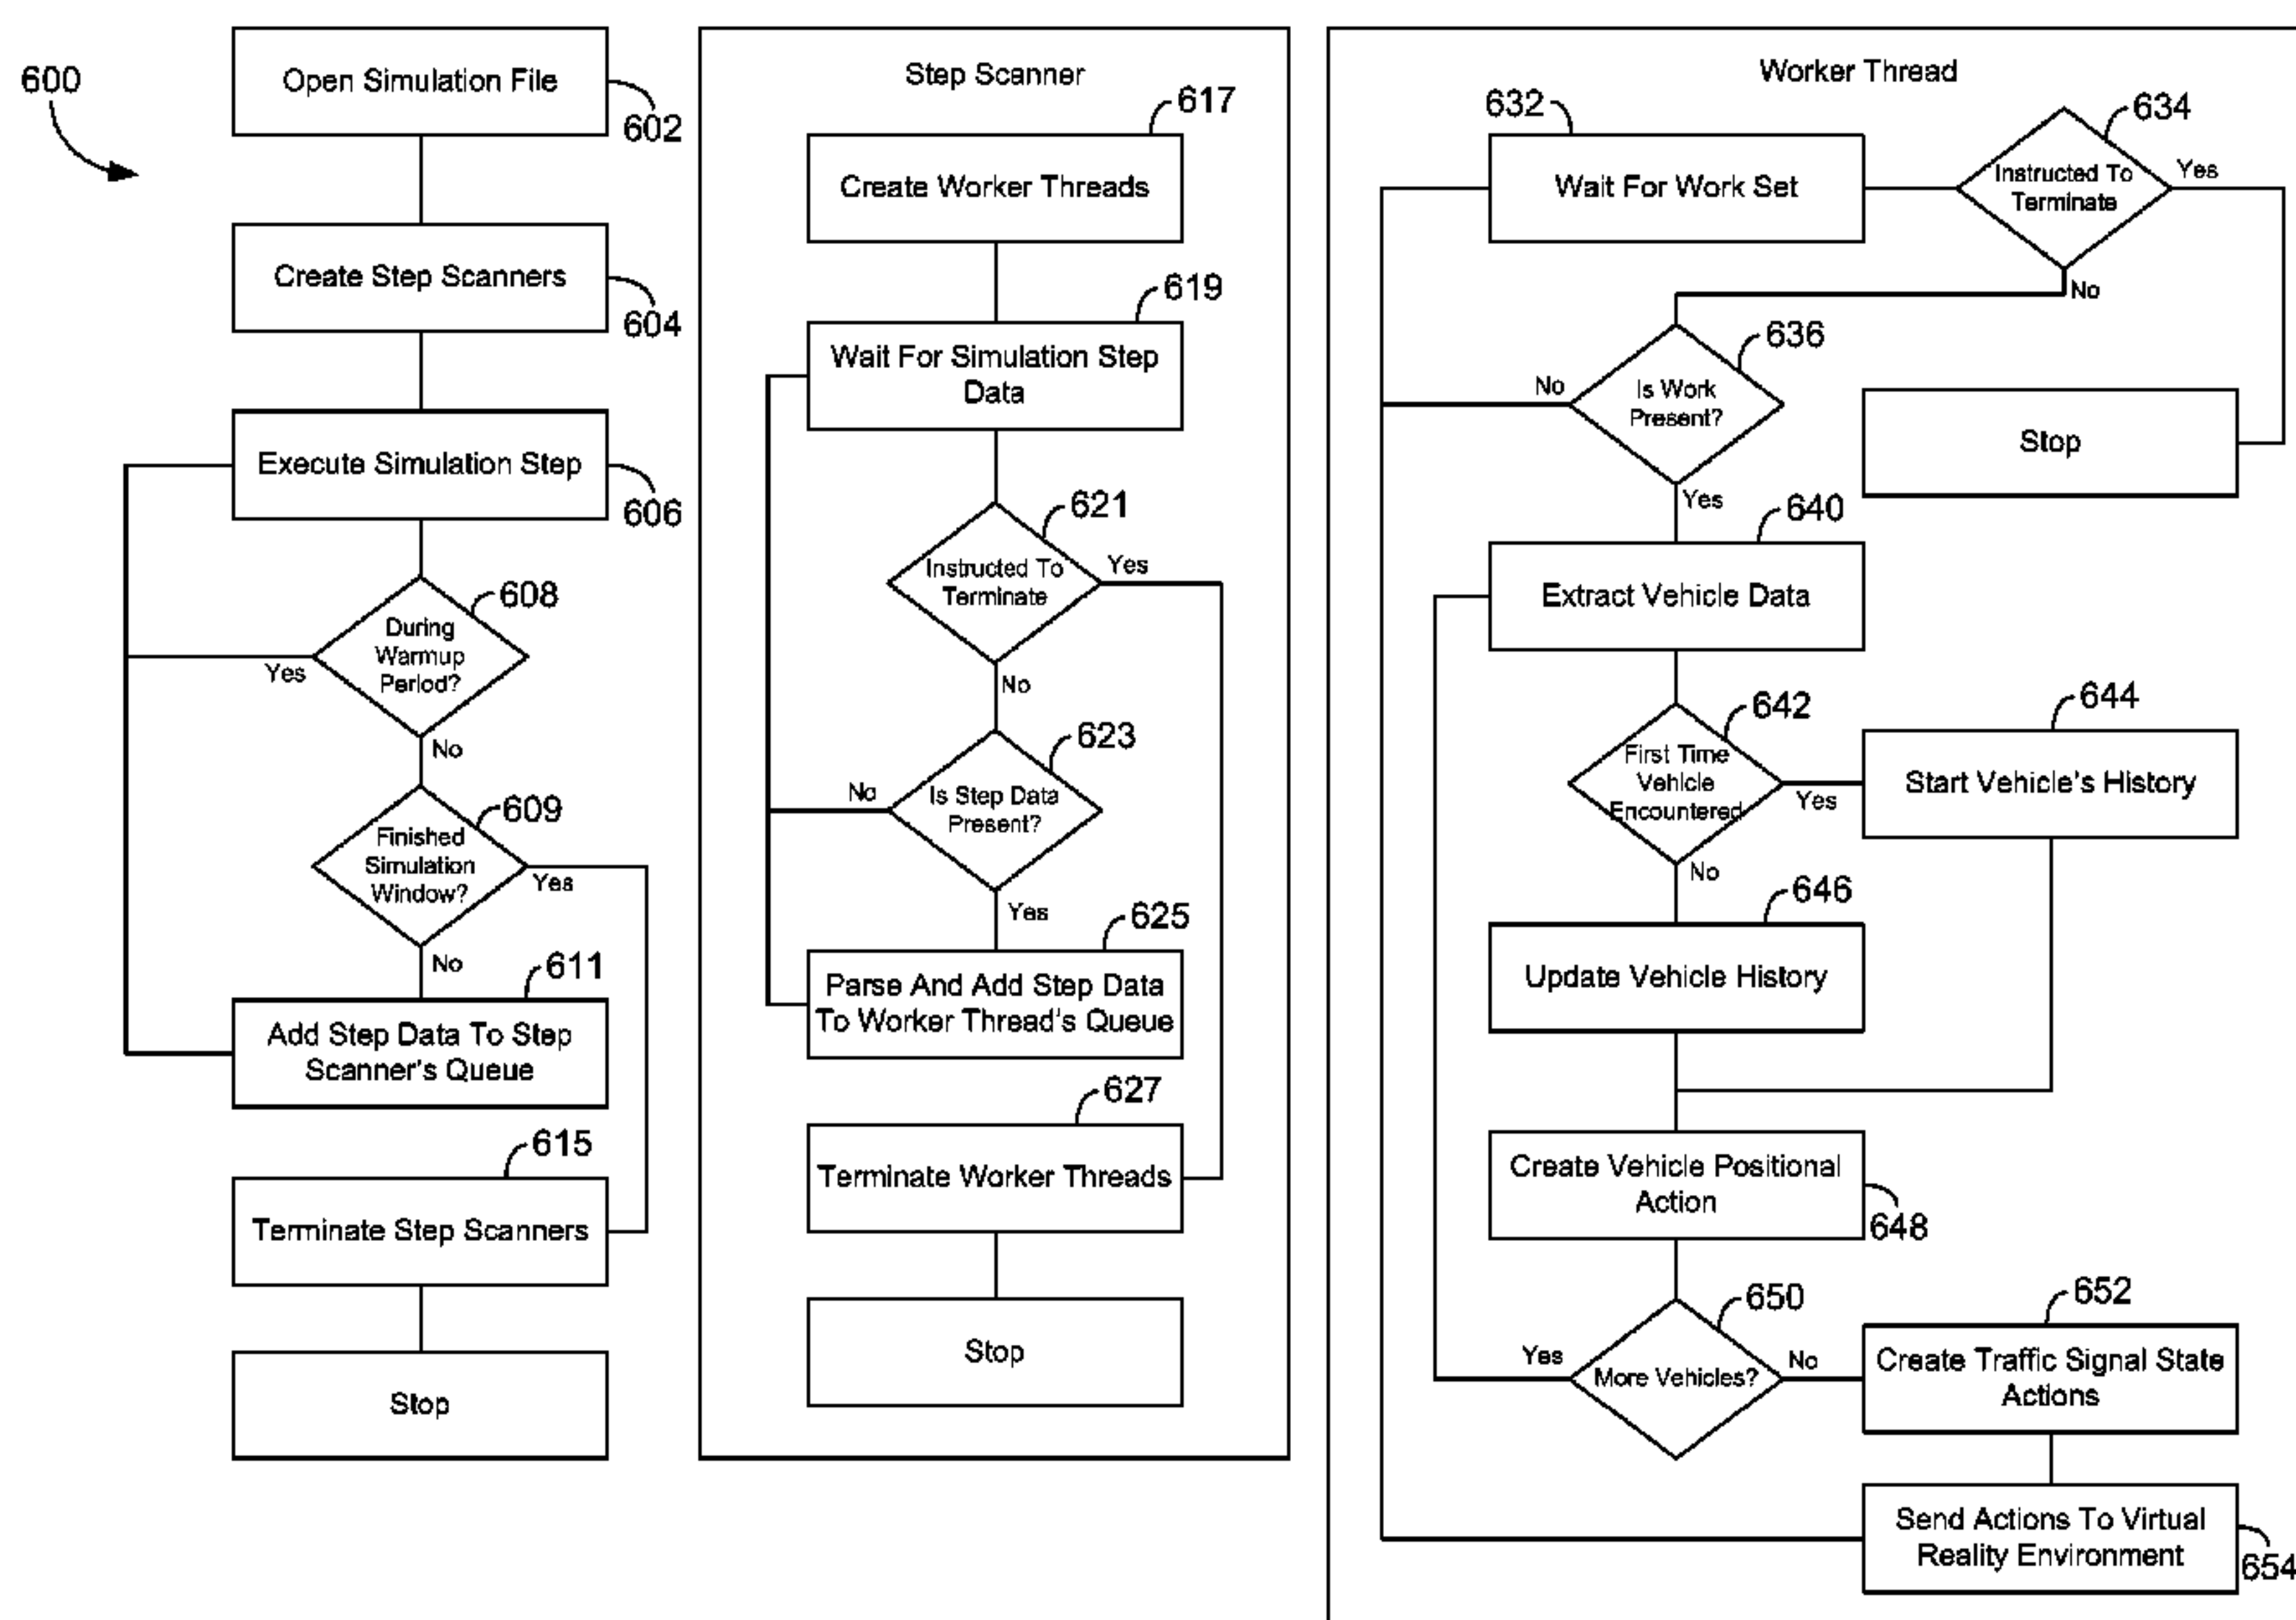 600
Open Simulation File
602
Create Step Scanners
604
Execute Simulation Step
606
608
During
Warmup
Period?
Yes
No
609
Finished
Simulation
Window?
Yes
No
611
Add Step Data To Step
Scanner's Queue
615
Terminate Step Scanners
Stop
Step Scanner
617
Create Worker Threads
619
Wait For Simulation Step
Data
621
Instructed To
Terminate
Yes
No
623
Is Step Data
Present?
No
Yes
625
Parse And Add Step Data
To Worker Thread's Queue
627
Terminate Worker Threads
Stop
Worker Thread
632
Wait For Work Set
634
Instructed To
Terminate
Yes
No
636
Is Work
Present?
No
Yes
Stop
640
Extract Vehicle Data
642
First Time
Vehicle
Encountered
Yes
No
644
Start Vehicle's History
646
Update Vehicle History
Create Vehicle Positional
Action
648
650
More Vehicles?
Yes
No
652
Create Traffic Signal State
Actions
Send Actions To Virtual
Reality Environment
654